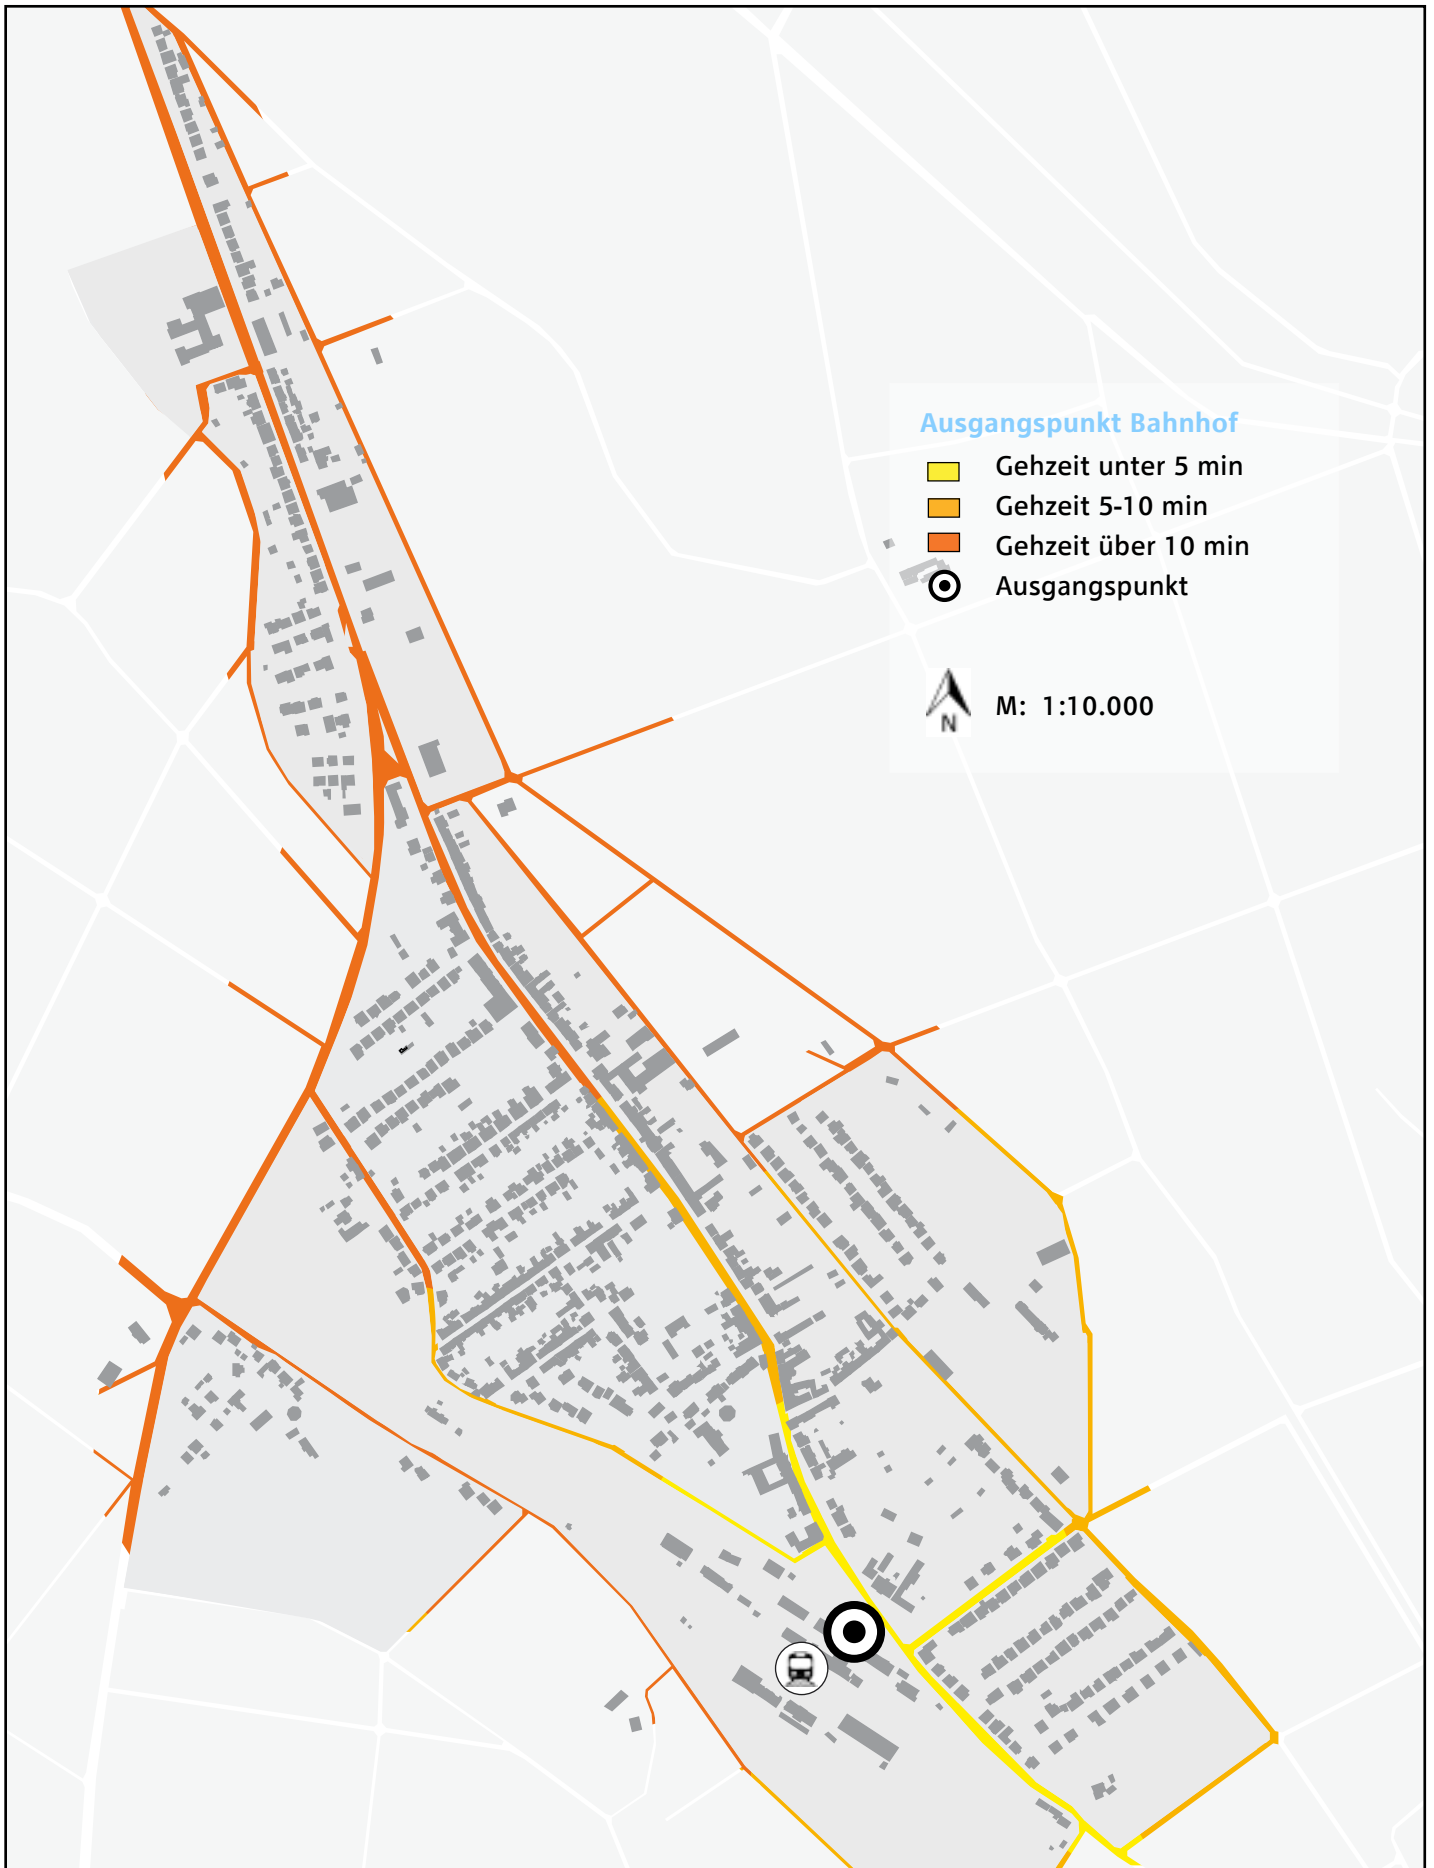 Ausgangspunkt Bahnhof
Gehzeit unter 5 min
Gehzeit 5-10 min
Gehzeit über 10 min
Ausgangspunkt
N
M: 1:10.000